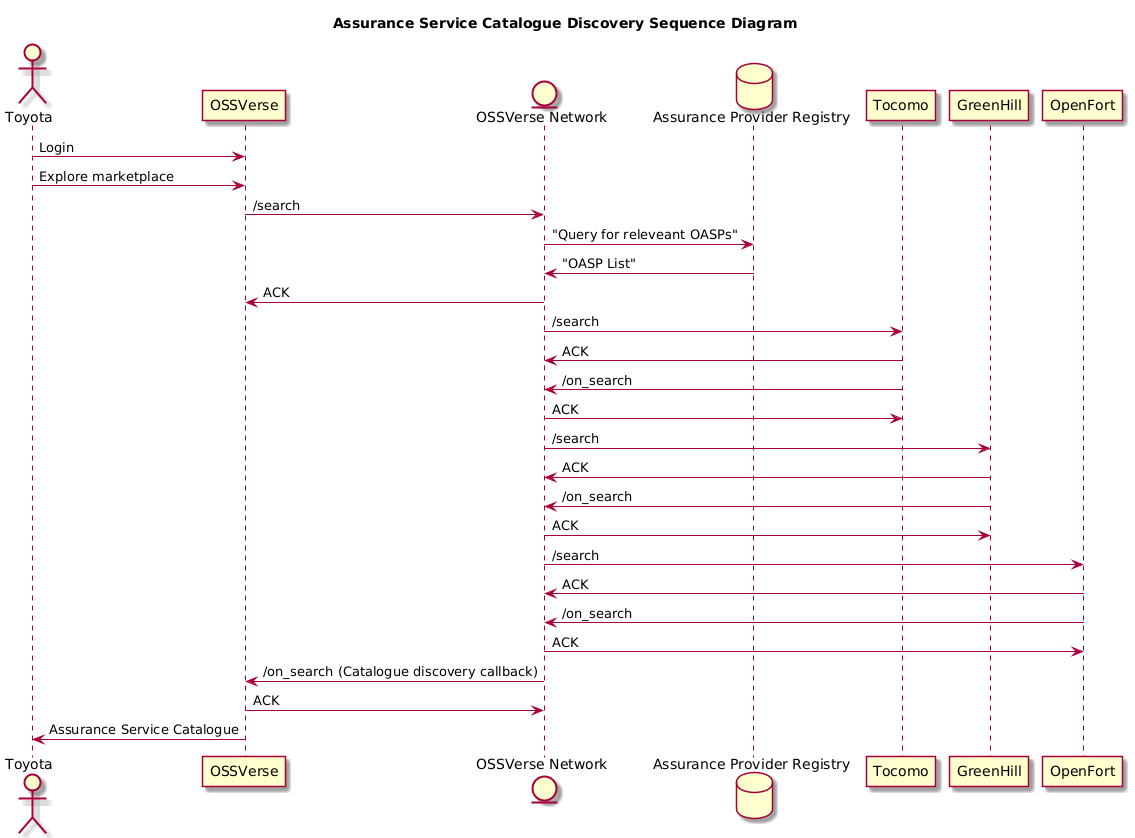 Assurance Service Catalogue Discovery Sequence Diagram
Toyota
OSSVerse
OSSVerse Network
Assurance Provider Registry
Tocomo
GreenHill
OpenFort
Login
Explore marketplace
/search
"Query for releveant OASPs"
"OASP List"
ACK
/search
ACK
/on_search
ACK
/search
ACK
/on_search
ACK
/search
ACK
/on_search
ACK
/on_search (Catalogue discovery callback)
ACK
Assurance Service Catalogue
Toyota
OSSVerse
OSSVerse Network
Assurance Provider Registry
Tocomo
GreenHill
OpenFort